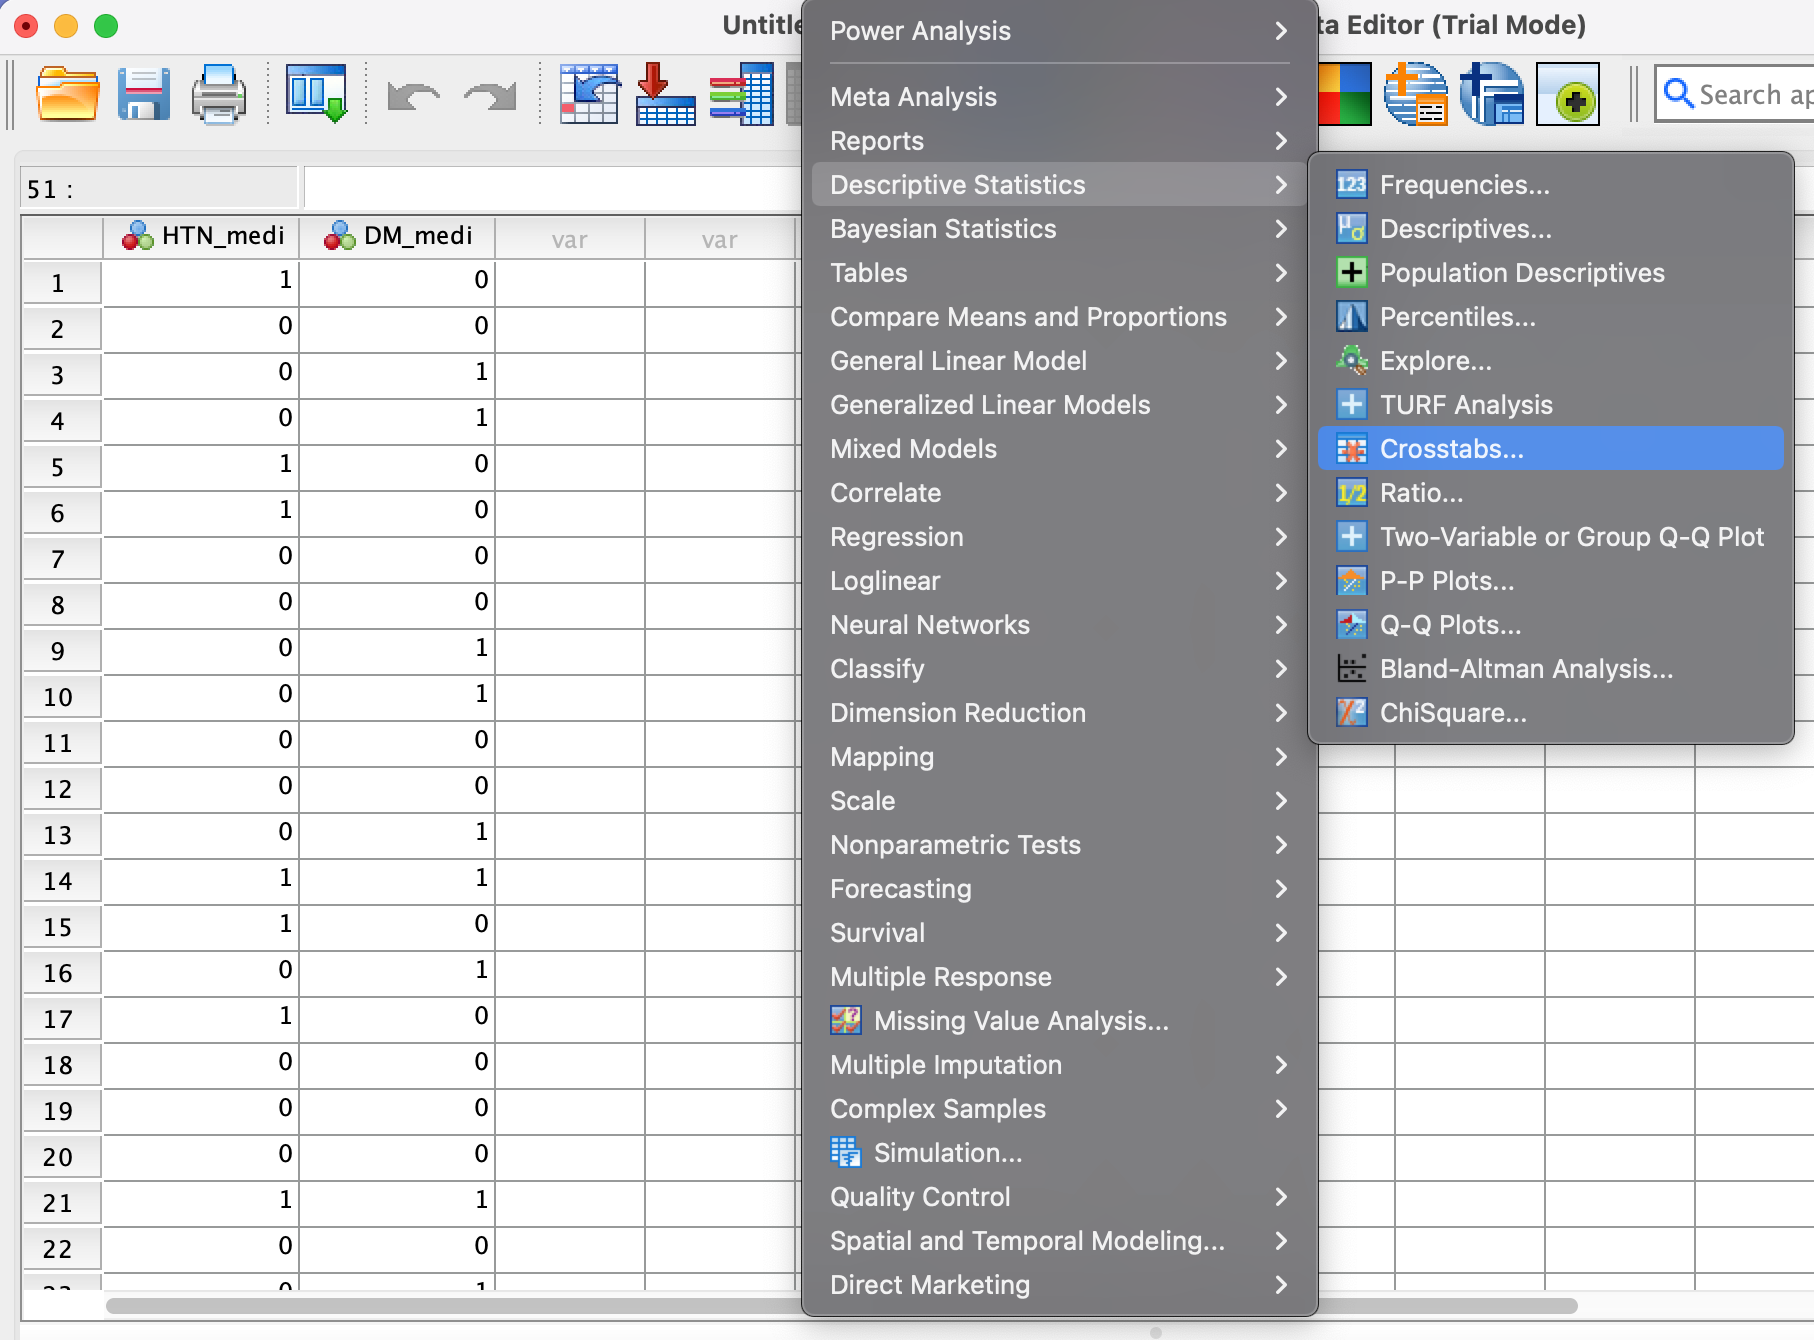 Untitle
ta Editor (Trial Mode)
Search ap
51 :
HTN_medi DM_medi var var
1 1 0
2 0 0
3 0 1
4 0 1
5 1 0
6 1 0
7 0 0
8 0 0
9 0 1
10 0 1
11 0 0
12 0 0
13 0 1
14 1 1
15 1 0
16 0 1
17 1 0
18 0 0
19 0 0
20 0 0
21 1 1
22 0 0
Power Analysis
Meta Analysis
Reports
Descriptive Statistics
Bayesian Statistics
Tables
Compare Means and Proportions
General Linear Model
Generalized Linear Models
Mixed Models
Correlate
Regression
Loglinear
Neural Networks
Classify
Dimension Reduction
Mapping
Scale
Nonparametric Tests
Forecasting
Survival
Multiple Response
Missing Value Analysis...
Multiple Imputation
Complex Samples
Simulation...
Quality Control
Spatial and Temporal Modeling...
Direct Marketing
123 Frequencies...
μσ Descriptives...
Population Descriptives
Percentiles...
Explore...
TURF Analysis
Crosstabs...
1/2 Ratio...
Two-Variable or Group Q-Q Plot
P-P Plots...
Q-Q Plots...
Bland-Altman Analysis...
χ2 ChiSquare...